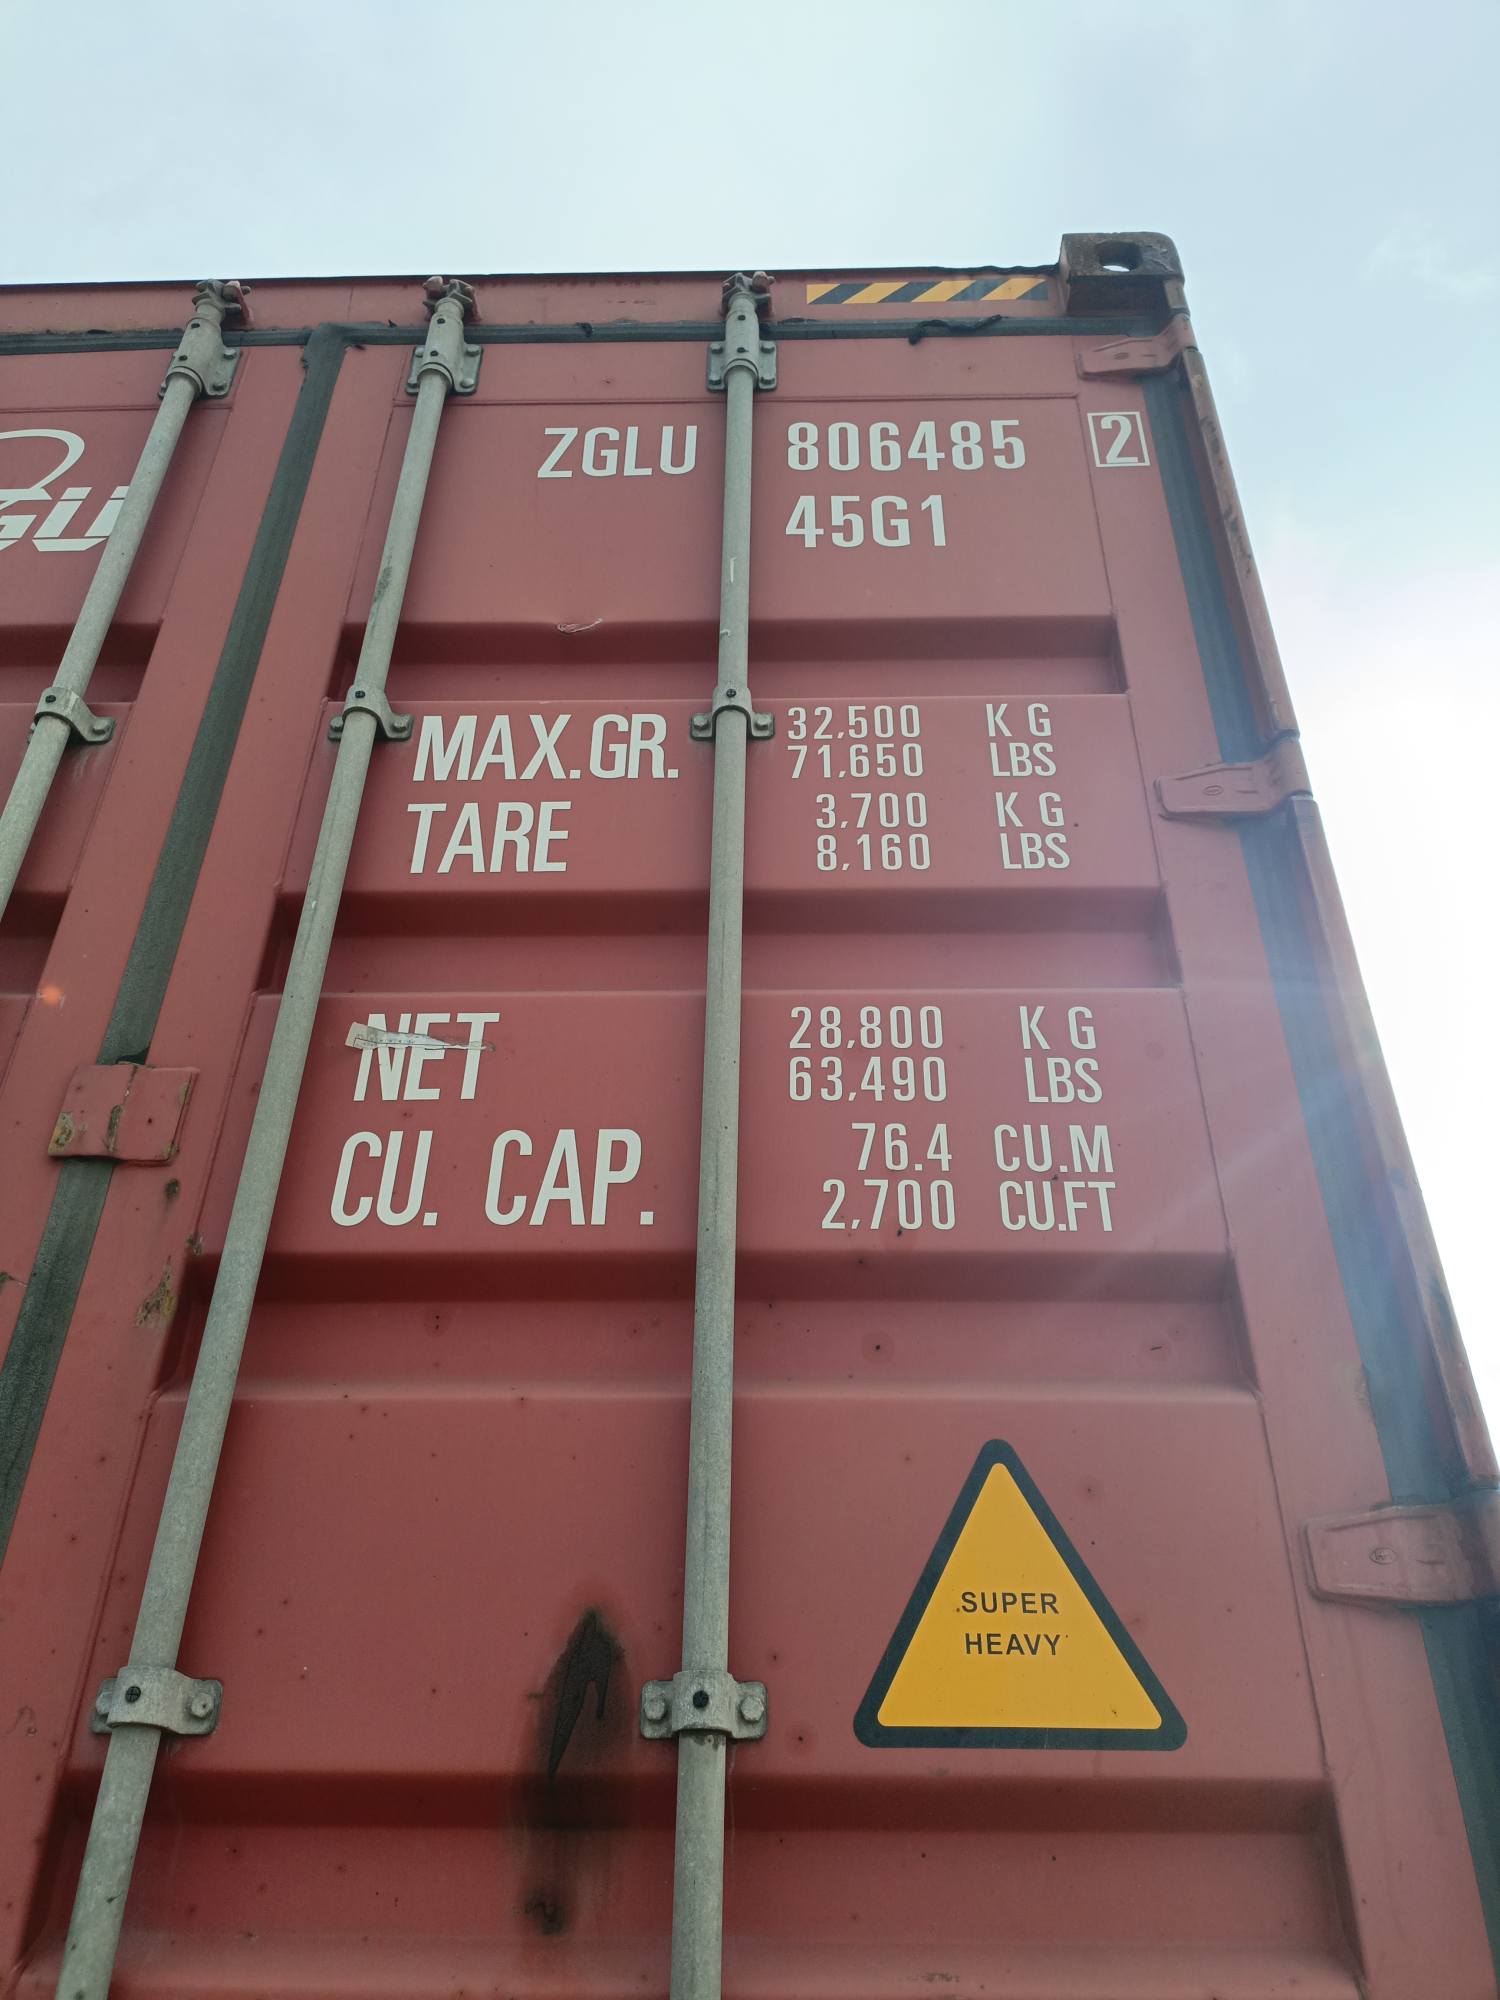 ZGLU 806485 2
45G1
MAX.GR. 32,500 KG
71,650 LBS
TARE 3,700 KG
8,160 LBS
NET 28,800 KG
63,490 LBS
CU. CAP. 76.4 CU.M
2,700 CU.FT
SUPER
HEAVY